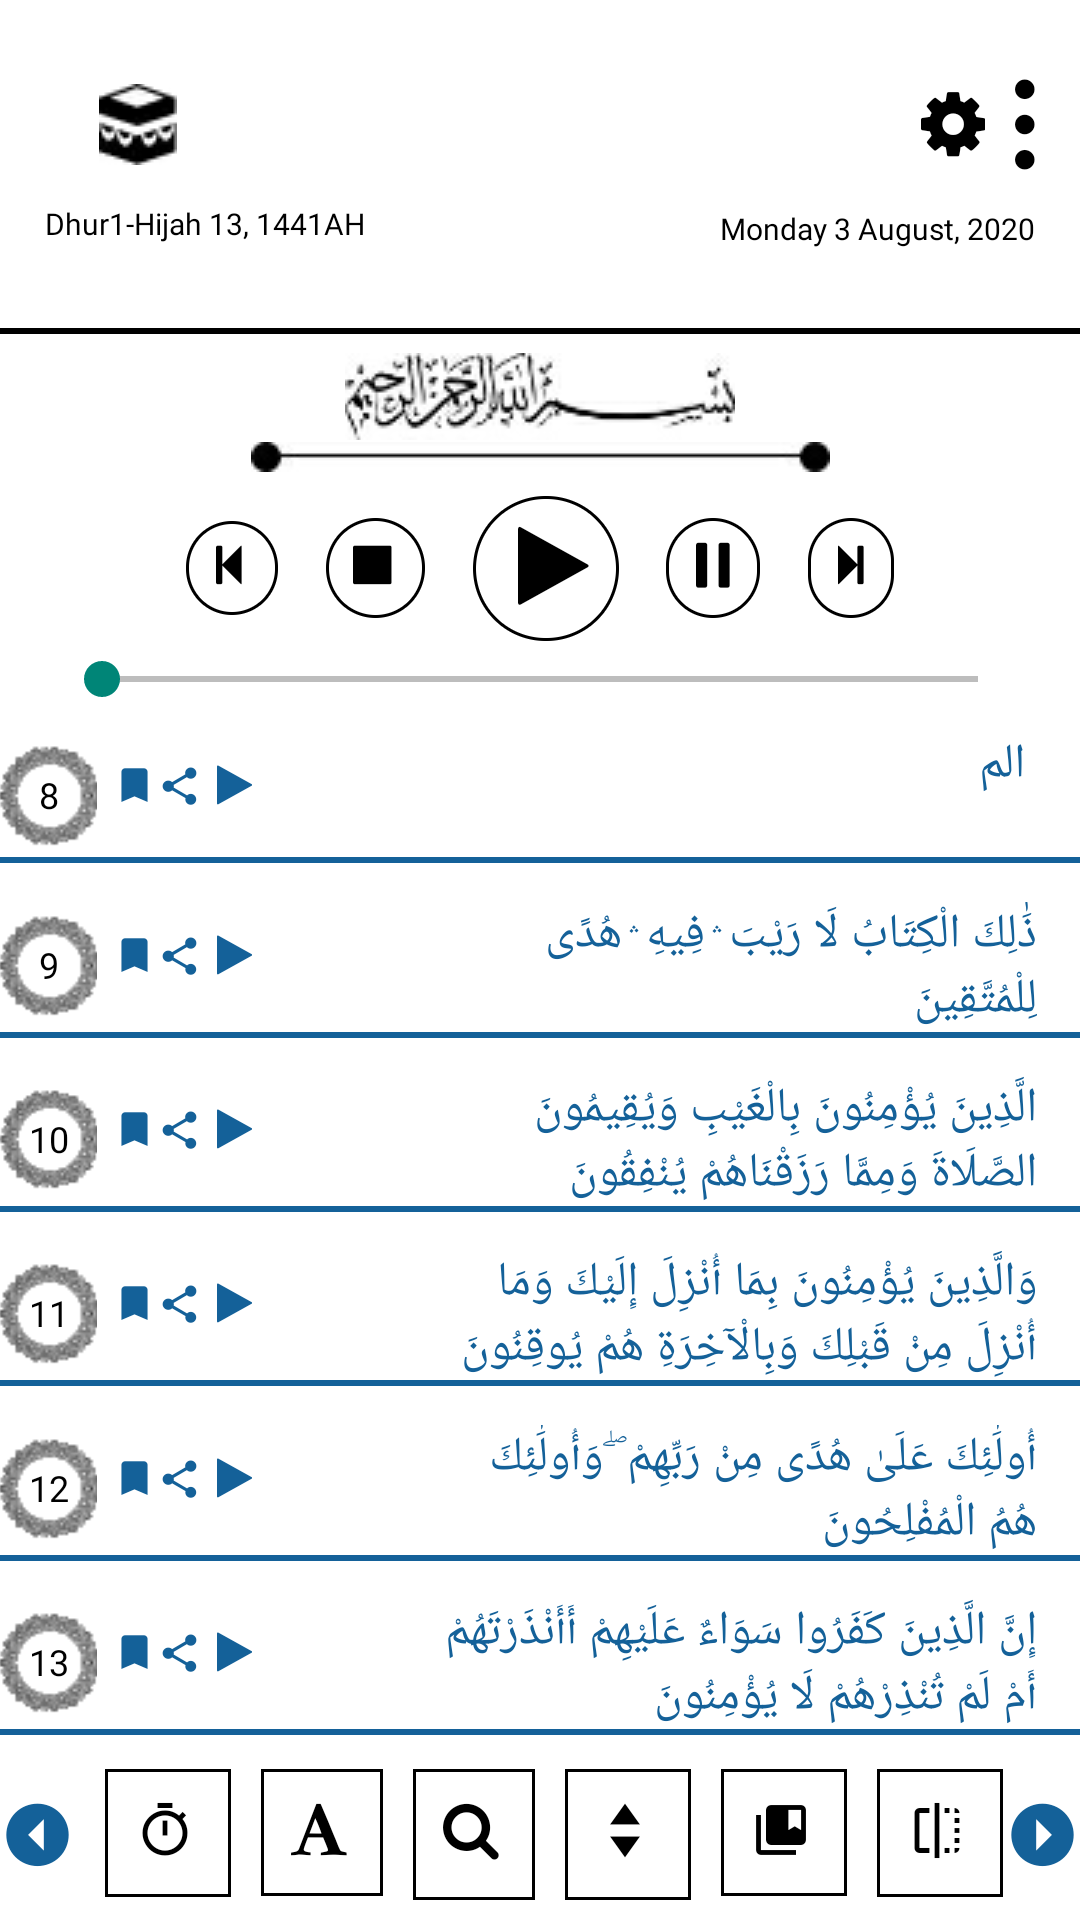 Dhur1-Hijah 13, 1441AH
Monday 3 August, 2020
بسم الله الرحمن الرحيم
8
الم
9
ذَٰلِكَ الْكِتَابُ لَا رَيْبَ ۛ فِيهِ ۛ هُدًى
لِلْمُتَّقِينَ
10
الَّذِينَ يُؤْمِنُونَ بِالْغَيْبِ وَيُقِيمُونَ
الصَّلَاةَ وَمِمَّا رَزَقْنَاهُمْ يُنْفِقُونَ
11
وَالَّذِينَ يُؤْمِنُونَ بِمَا أُنْزِلَ إِلَيْكَ وَمَا
أُنْزِلَ مِنْ قَبْلِكَ وَبِالْآخِرَةِ هُمْ يُوقِنُونَ
12
أُولَٰئِكَ عَلَىٰ هُدًى مِنْ رَبِّهِمْ ۖ وَأُولَٰئِكَ
هُمُ الْمُفْلِحُونَ
13
إِنَّ الَّذِينَ كَفَرُوا سَوَاءٌ عَلَيْهِمْ أَأَنْذَرْتَهُمْ
أَمْ لَمْ تُنْذِرْهُمْ لَا يُؤْمِنُونَ
A